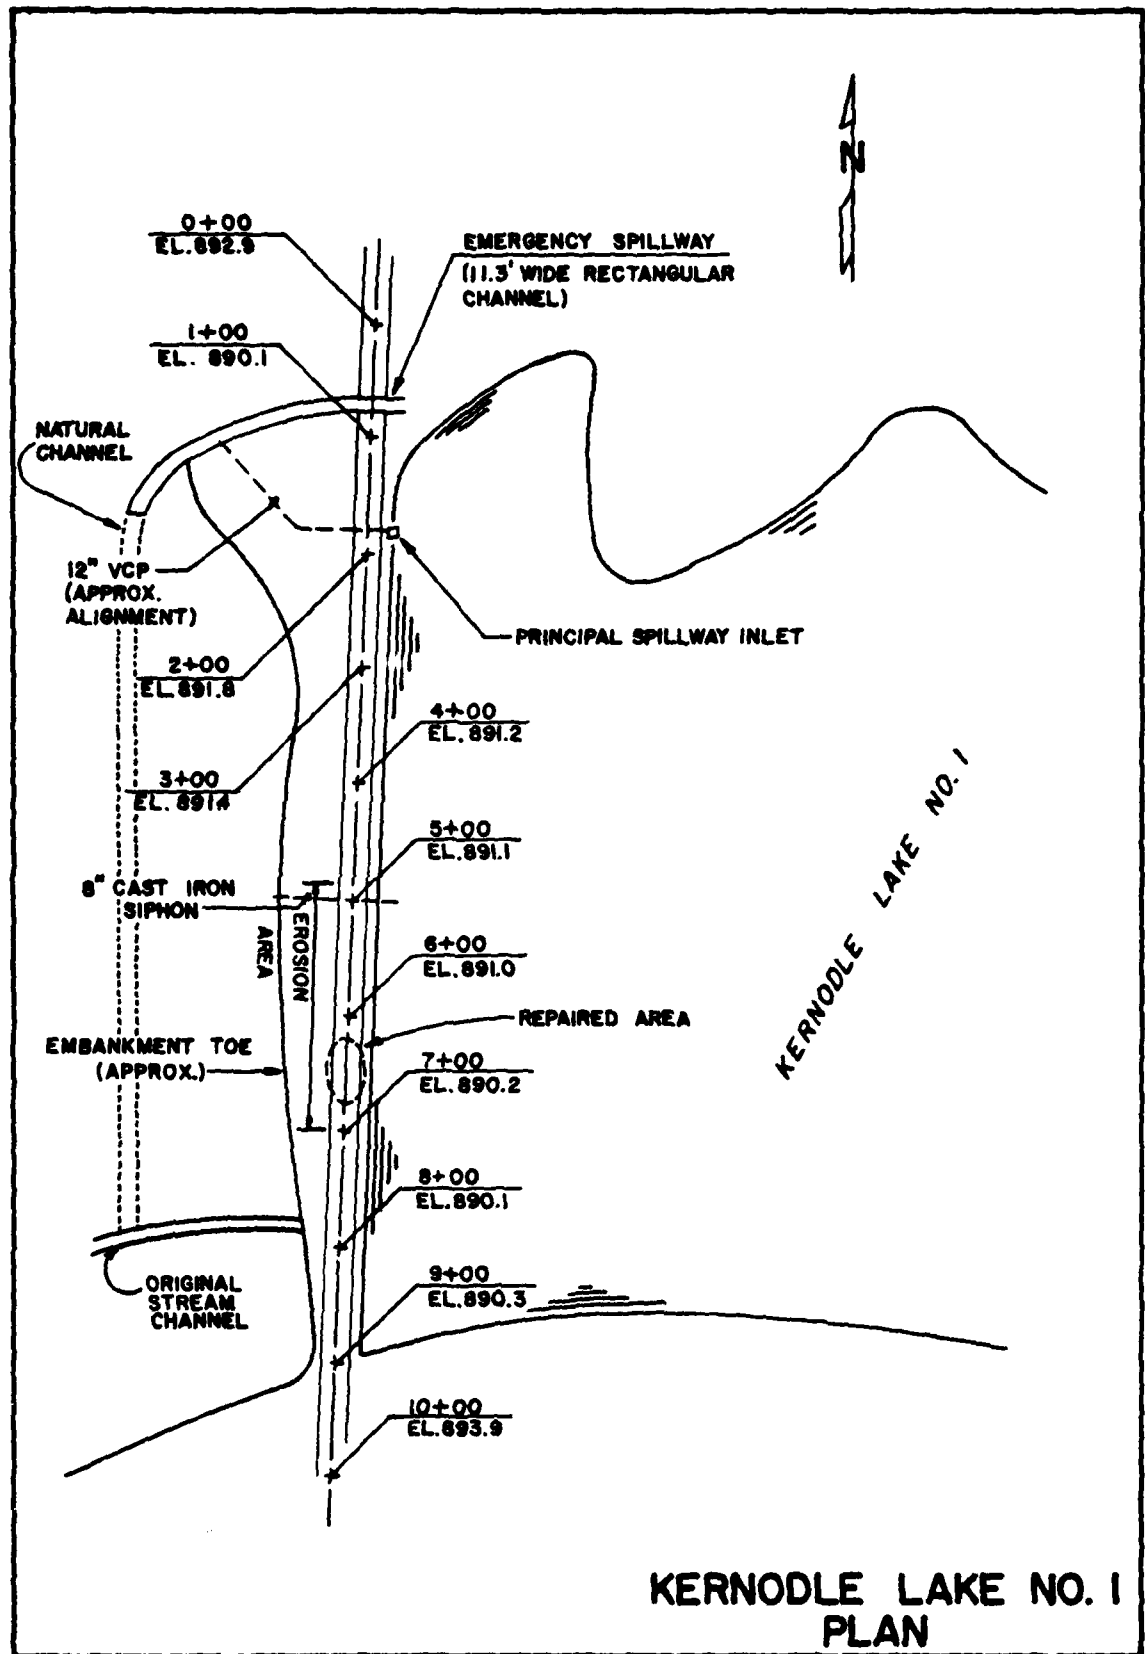 N
0+00
EL.892.9
EMERGENCY SPILLWAY
(11.3' WIDE RECTANGULAR
CHANNEL)
1+00
EL. 890.1
NATURAL
CHANNEL
12" VCP
(APPROX.
ALIGNMENT)
PRINCIPAL SPILLWAY INLET
2+00
EL.891.8
4+00
EL.891.2
3+00
EL.891.4
5+00
EL.891.1
8" CAST IRON
SIPHON
EROSION
AREA
6+00
EL.891.0
REPAIRED AREA
EMBANKMENT TOE
(APPROX.)
7+00
EL.890.2
8+00
EL.890.1
9+00
EL.890.3
ORIGINAL
STREAM
CHANNEL
10+00
EL.893.9
KERNODLE LAKE NO. 1
KERNODLE LAKE NO. 1
PLAN